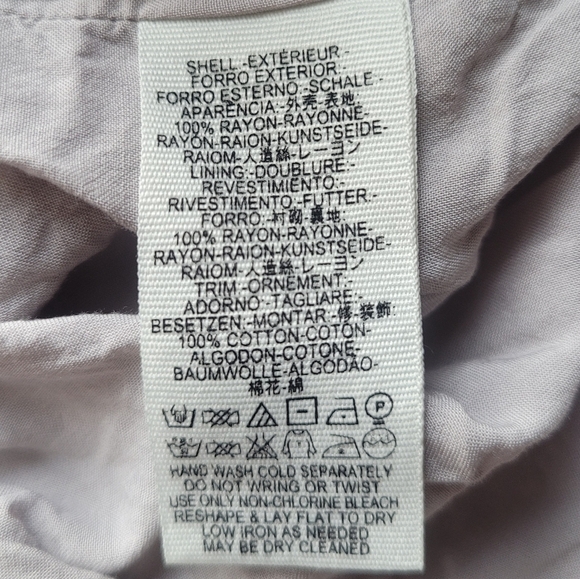 SHELL-EXTÉRIEUR-
FORRO EXTERIOR-
FORRO ESTERNO-SCHALE-
APARÊNCIA-外壳-表地:
100% RAYON-RAYONNE-
RAYON-RAION-KUNSTSEIDE-
RAIOM-人造絲-レーヨン
LINING:-DOUBLURE:-
REVESTIMIENTO:-
RIVESTIMENTO:-FUTTER:-
FORRO:-衬砌-裏地:
100% RAYON-RAYONNE-
RAYON-RAION-KUNSTSEIDE-
RAIOM-人造絲-レーヨン
TRIM:-ORNEMENT:-
ADORNO:-TAGLIARE:-
BESETZEN:-MONTAR:-修-装飾:
100% COTTON-COTON-
ALGODON-COTONE-
BAUMWOLLE-ALGODÃO-
棉花-綿
P
HAND WASH COLD SEPARATELY
DO NOT WRING OR TWIST
USE ONLY NON-CHLORINE BLEACH
RESHAPE & LAY FLAT TO DRY
LOW IRON AS NEEDED
MAY BE DRY CLEANED